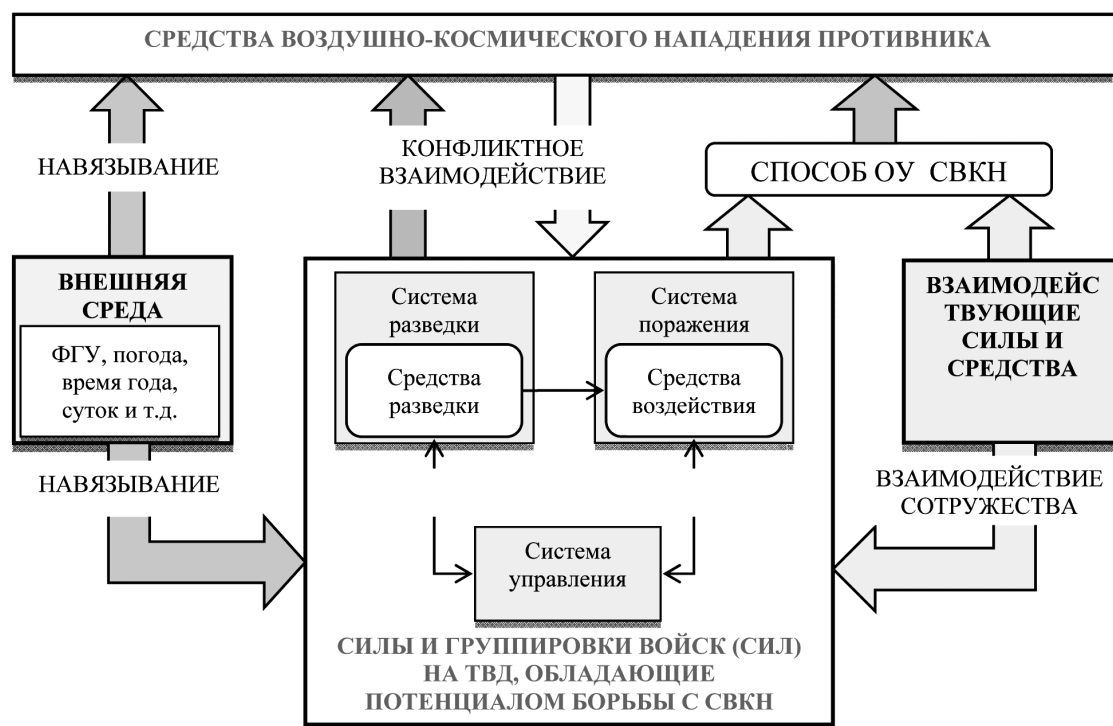 СРЕДСТВА ВОЗДУШНО-КОСМИЧЕСКОГО НАПАДЕНИЯ ПРОТИВНИКА
НАВЯЗЫВАНИЕ
КОНФЛИКТНОЕ
ВЗАИМОДЕЙСТВИЕ
СПОСОБ ОУ СВКН
ВНЕШНЯЯ
СРЕДА
ФГУ, погода,
время года,
суток и т.д.
Система
разведки
Средства
разведки
Система
поражения
Средства
воздействия
ВЗАИМОДЕЙС
ТВУЮЩИЕ
СИЛЫ И
СРЕДСТВА
НАВЯЗЫВАНИЕ
ВЗАИМОДЕЙСТВИЕ
СОТРУЖЕСТВА
Система
управления
СИЛЫ И ГРУППИРОВКИ ВОЙСК (СИЛ)
НА ТВД, ОБЛАДАЮЩИЕ
ПОТЕНЦИАЛОМ БОРЬБЫ С СВКН